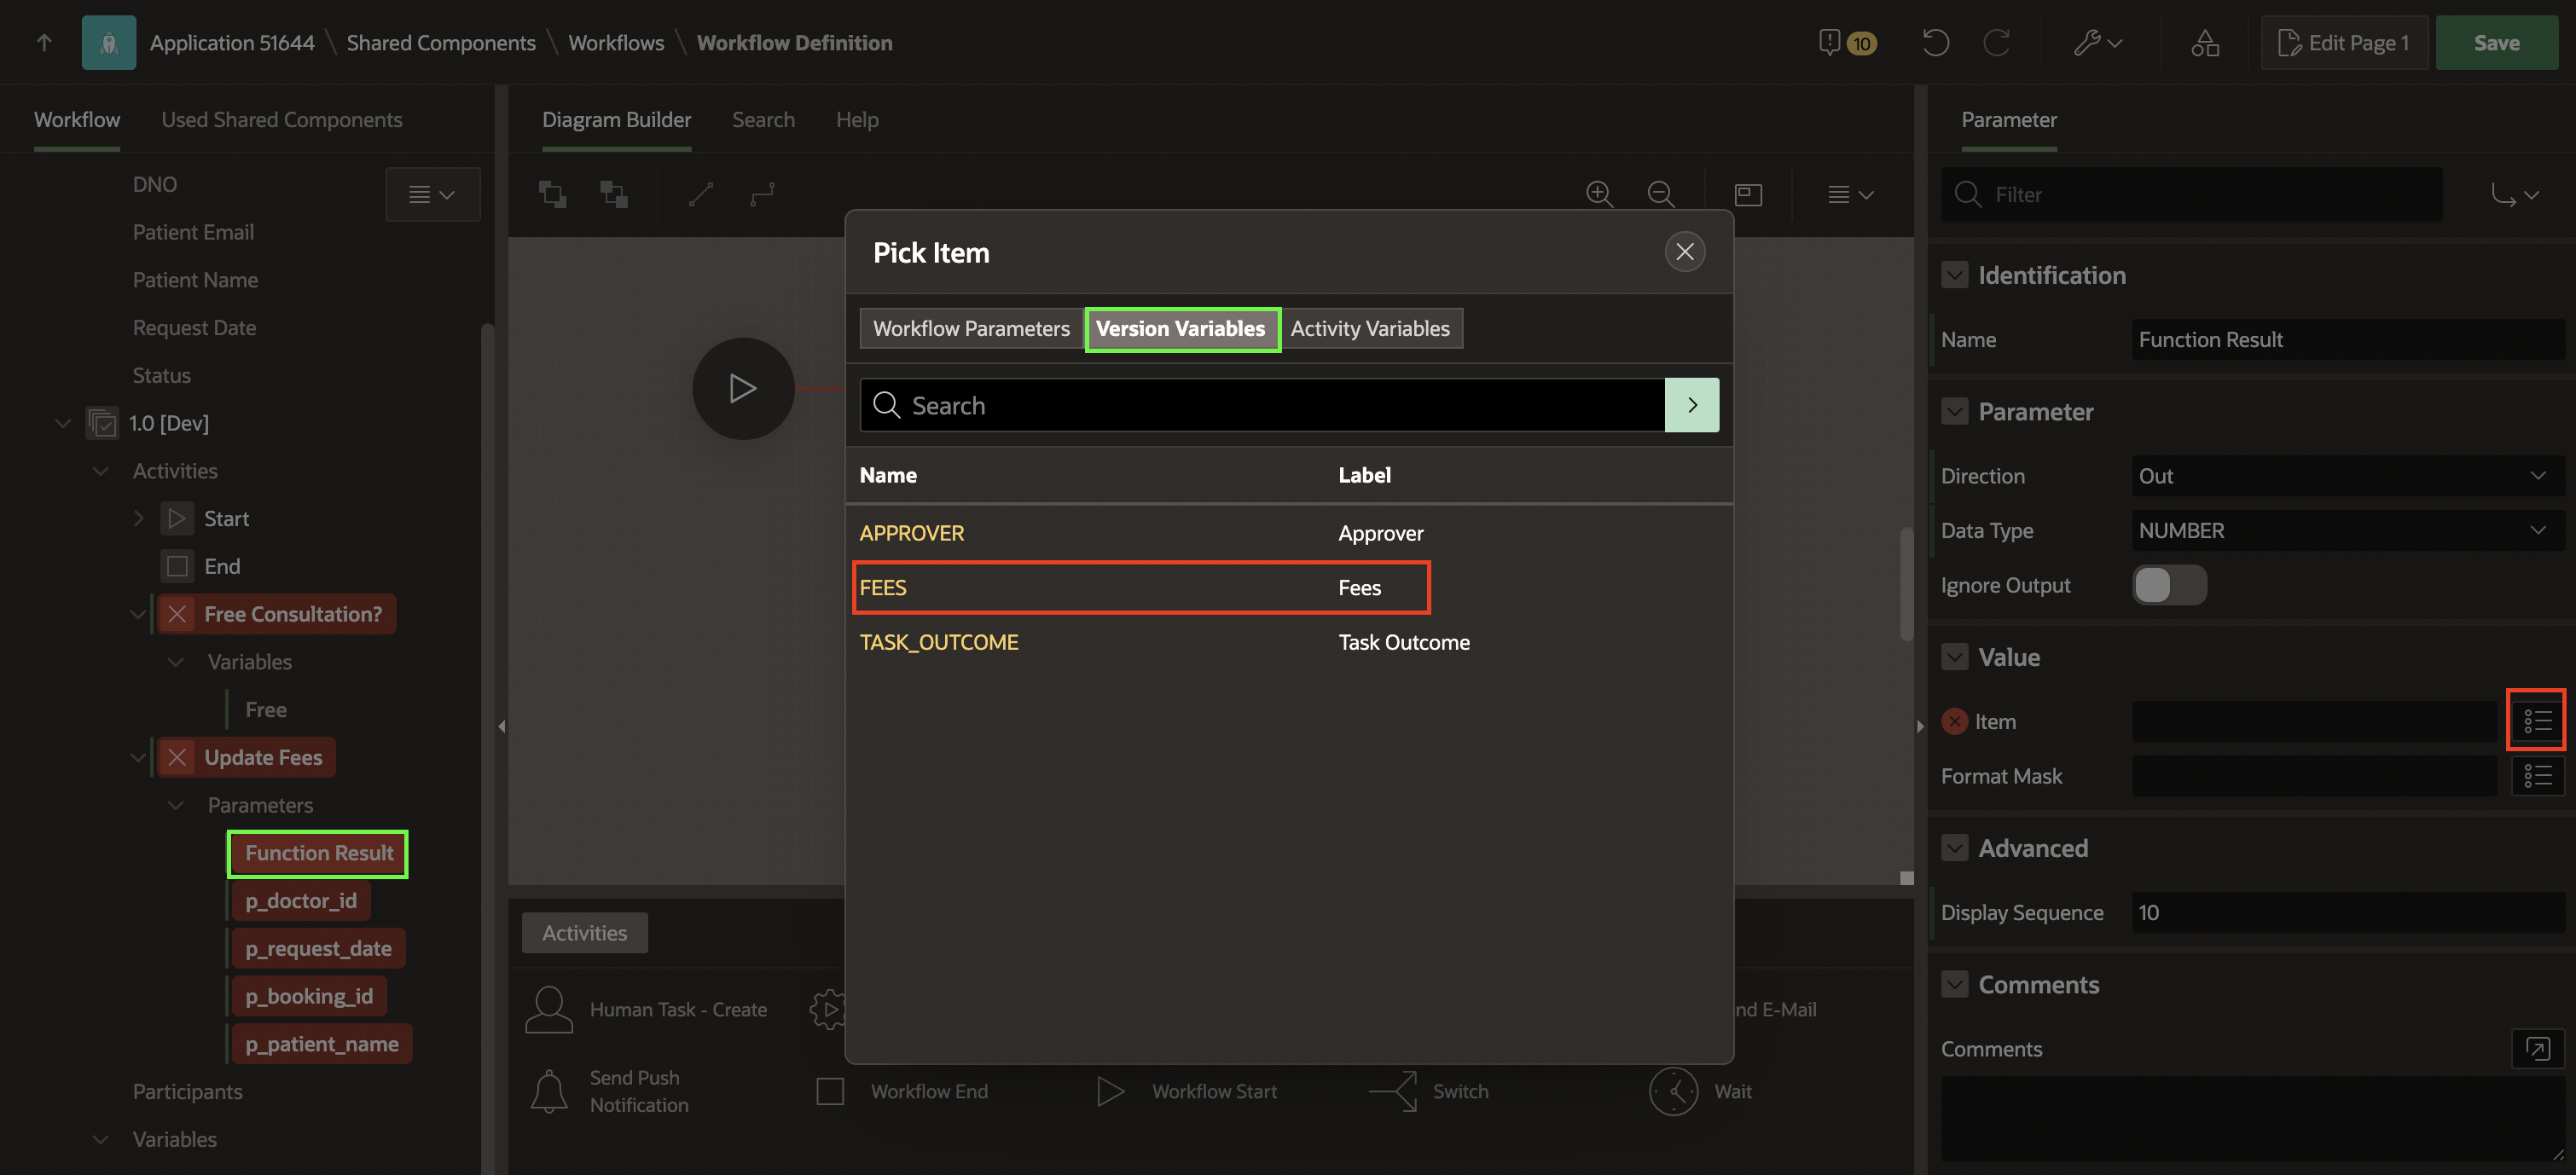 Application 51644 \ Shared Components \ Workflows \ Workflow Definition
10
Edit Page 1
Save
Workflow
Used Shared Components
DNO
Patient Email
Patient Name
Request Date
Status
1.0 [Dev]
Activities
Start
End
Free Consultation?
Variables
Free
Update Fees
Parameters
Function Result
p_doctor_id
p_request_date
p_booking_id
p_patient_name
Participants
Variables
Diagram Builder
Search
Help
Pick Item
Workflow Parameters
Version Variables
Activity Variables
Search
Name Label
APPROVER Approver
FEES Fees
TASK_OUTCOME Task Outcome
Activities
Human Task - Create
nd E-Mail
Send Push
Notification
Workflow End
Workflow Start
Switch
Wait
Parameter
Filter
Identification
Name Function Result
Parameter
Direction Out
Data Type NUMBER
Ignore Output
Value
Item
Format Mask
Advanced
Display Sequence 10
Comments
Comments